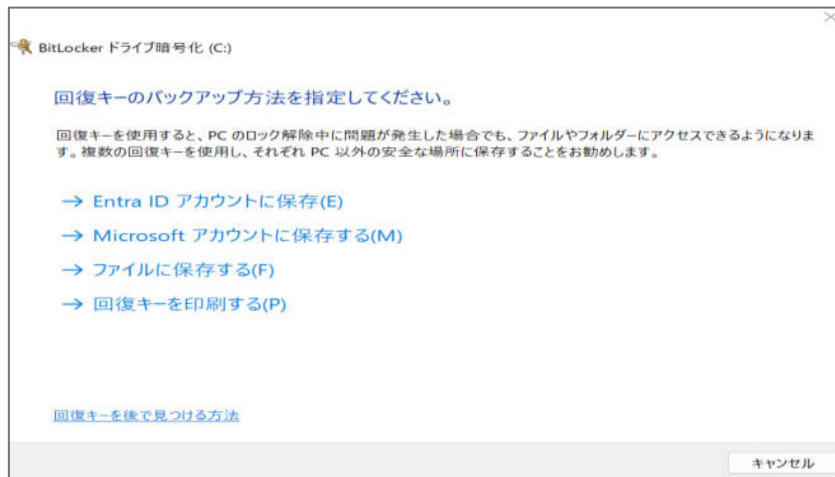 BitLocker ドライブ暗号化 (C:)
回復キーのバックアップ方法を指定してください。
回復キーを使用すると、PC のロック解除中に問題が発生した場合でも、ファイルやフォルダーにアクセスできるようになりま
す。複数の回復キーを使用し、それぞれ PC 以外の安全な場所に保存することをお勧めします。
→ Entra ID アカウントに保存(E)
→ Microsoft アカウントに保存する(M)
→ ファイルに保存する(F)
→ 回復キーを印刷する(P)
回復キーを後で見つける方法
キャンセル